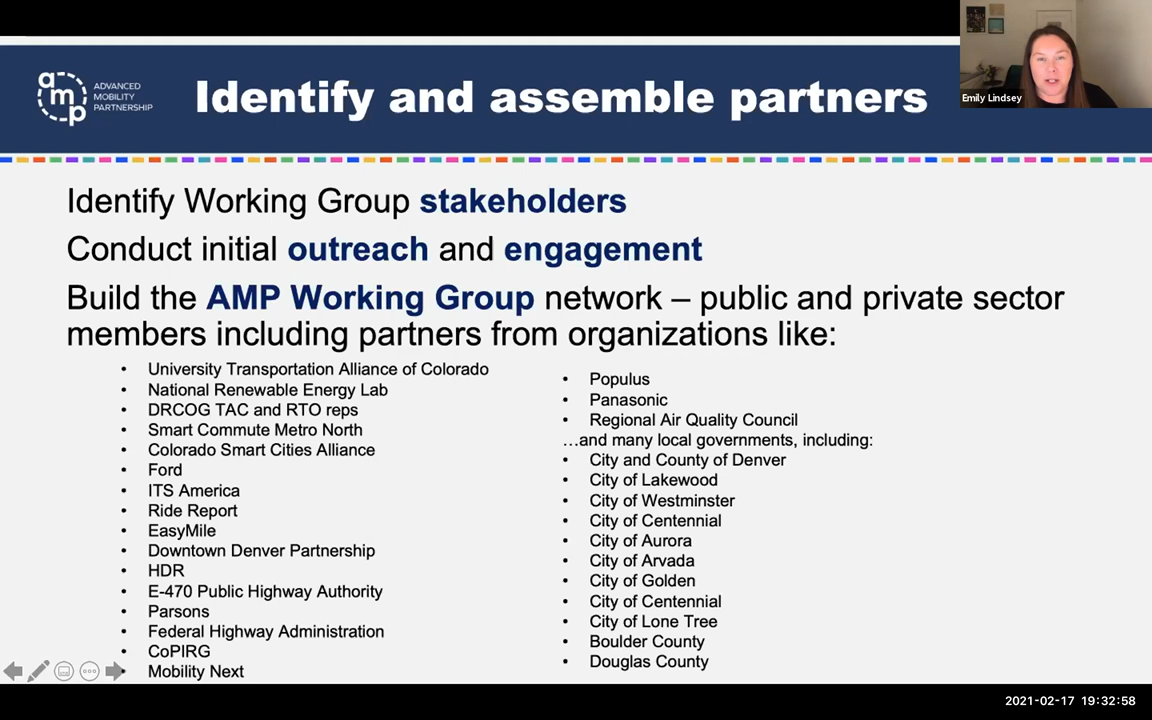 amp
ADVANCED
MOBILITY
PARTNERSHIP
Identify and assemble partners
Emily Lindsey
Identify Working Group stakeholders
Conduct initial outreach and engagement
Build the AMP Working Group network – public and private sector
members including partners from organizations like:
• University Transportation Alliance of Colorado
• National Renewable Energy Lab
• DRCOG TAC and RTO reps
• Smart Commute Metro North
• Colorado Smart Cities Alliance
• Ford
• ITS America
• Ride Report
• EasyMile
• Downtown Denver Partnership
• HDR
• E-470 Public Highway Authority
• Parsons
• Federal Highway Administration
• CoPIRG
• Mobility Next
• Populus
• Panasonic
• Regional Air Quality Council
…and many local governments, including:
• City and County of Denver
• City of Lakewood
• City of Westminster
• City of Centennial
• City of Aurora
• City of Arvada
• City of Golden
• City of Centennial
• City of Lone Tree
• Boulder County
• Douglas County
2021-02-17 19:32:58